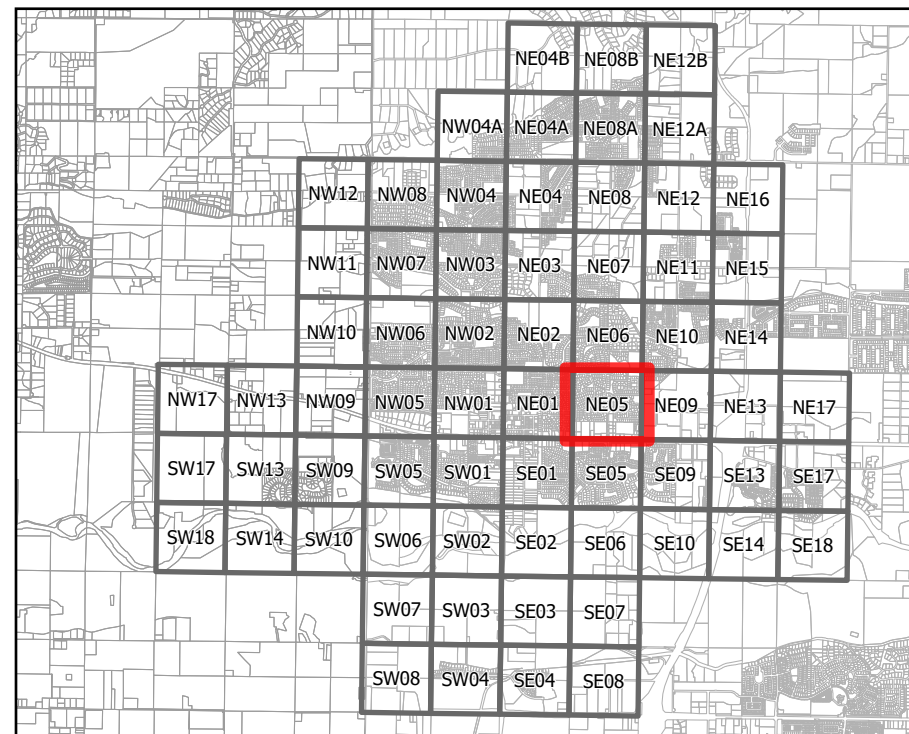 NE04B NE08B NE12B
NW04A NE04A NE08A NE12A
NW12 NW08 NW04 NE04 NE08 NE12 NE16
NW11 NW07 NW03 NE03 NE07 NE11 NE15
NW10 NW06 NW02 NE02 NE06 NE10 NE14
NW17 NW13 NW09 NW05 NW01 NE01 NE05 NE09 NE13 NE17
SW17 SW13 SW09 SW05 SW01 SE01 SE05 SE09 SE13 SE17
SW18 SW14 SW10 SW06 SW02 SE02 SE06 SE10 SE14 SE18
SW07 SW03 SE03 SE07
SW08 SW04 SE04 SE08